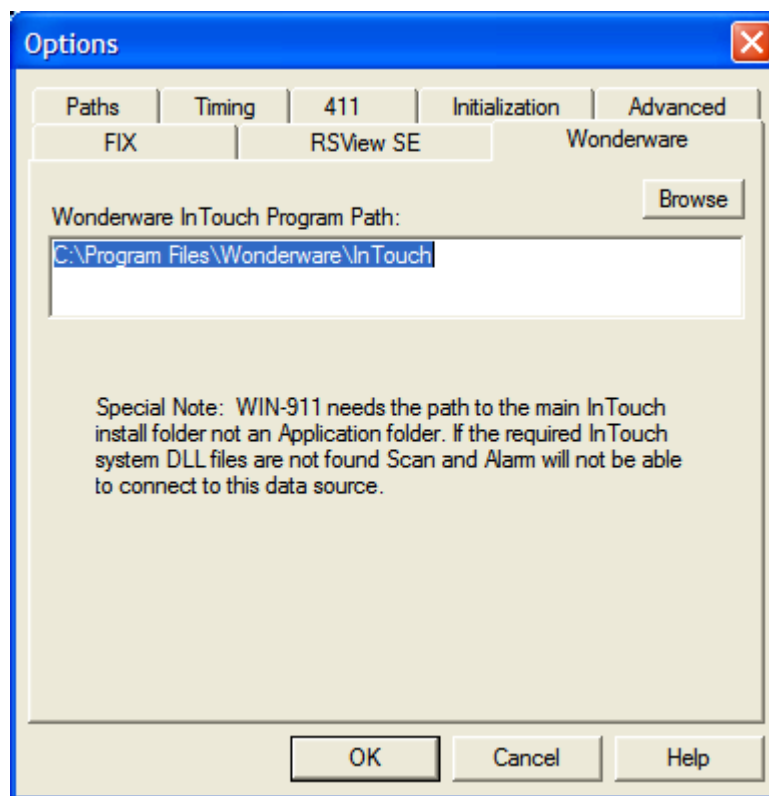 Options
Paths Timing 411 Initialization Advanced
FIX RSView SE Wonderware
Browse
Wonderware InTouch Program Path:
C:\Program Files\Wonderware\InTouch
Special Note:  WIN-911 needs the path to the main InTouch
install folder not an Application folder. If the required InTouch
system DLL files are not found Scan and Alarm will not be able
to connect to this data source.
OK Cancel Help